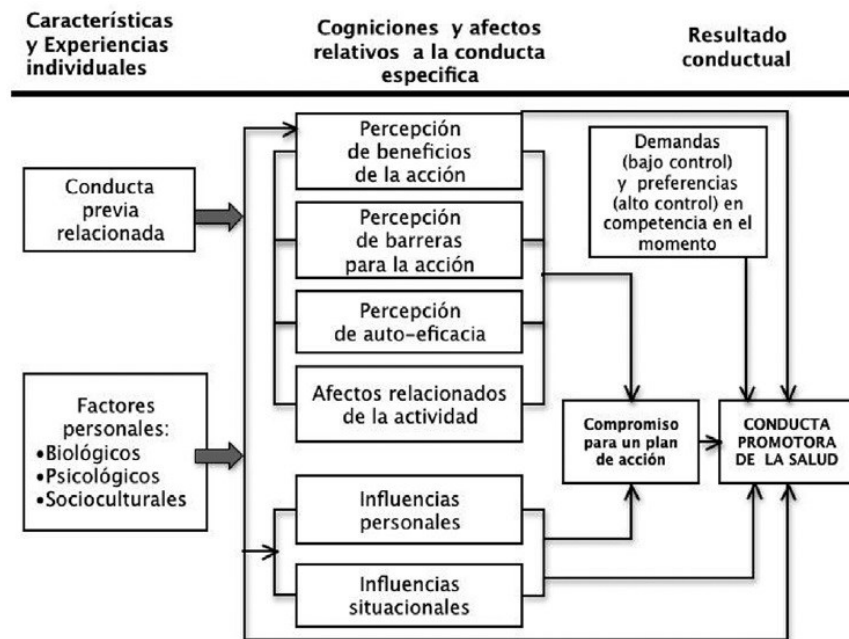 Características
y Experiencias
individuales
Cogniciones y afectos
relativos a la conducta
especifica
Resultado
conductual
Conducta
previa
relacionada
Factores
personales:
•Biológicos
•Psicológicos
•Socioculturales
Percepción
de beneficios
de la acción
Percepción
de barreras
para la acción
Percepción
de auto-eficacia
Afectos relacionados
de la actividad
Influencias
personales
Influencias
situacionales
Demandas
(bajo control)
y preferencias
(alto control) en
competencia en el
momento
Compromiso
para un plan
de acción
CONDUCTA
PROMOTORA
DE LA SALUD